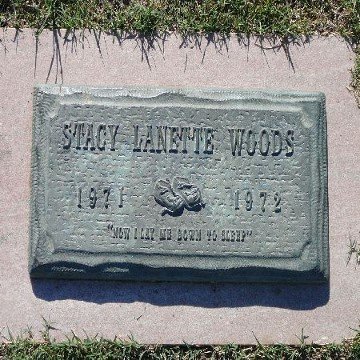 STACY LANETTE WOODS
1971 1972
"NOW I LAY ME DOWN TO SLEEP"